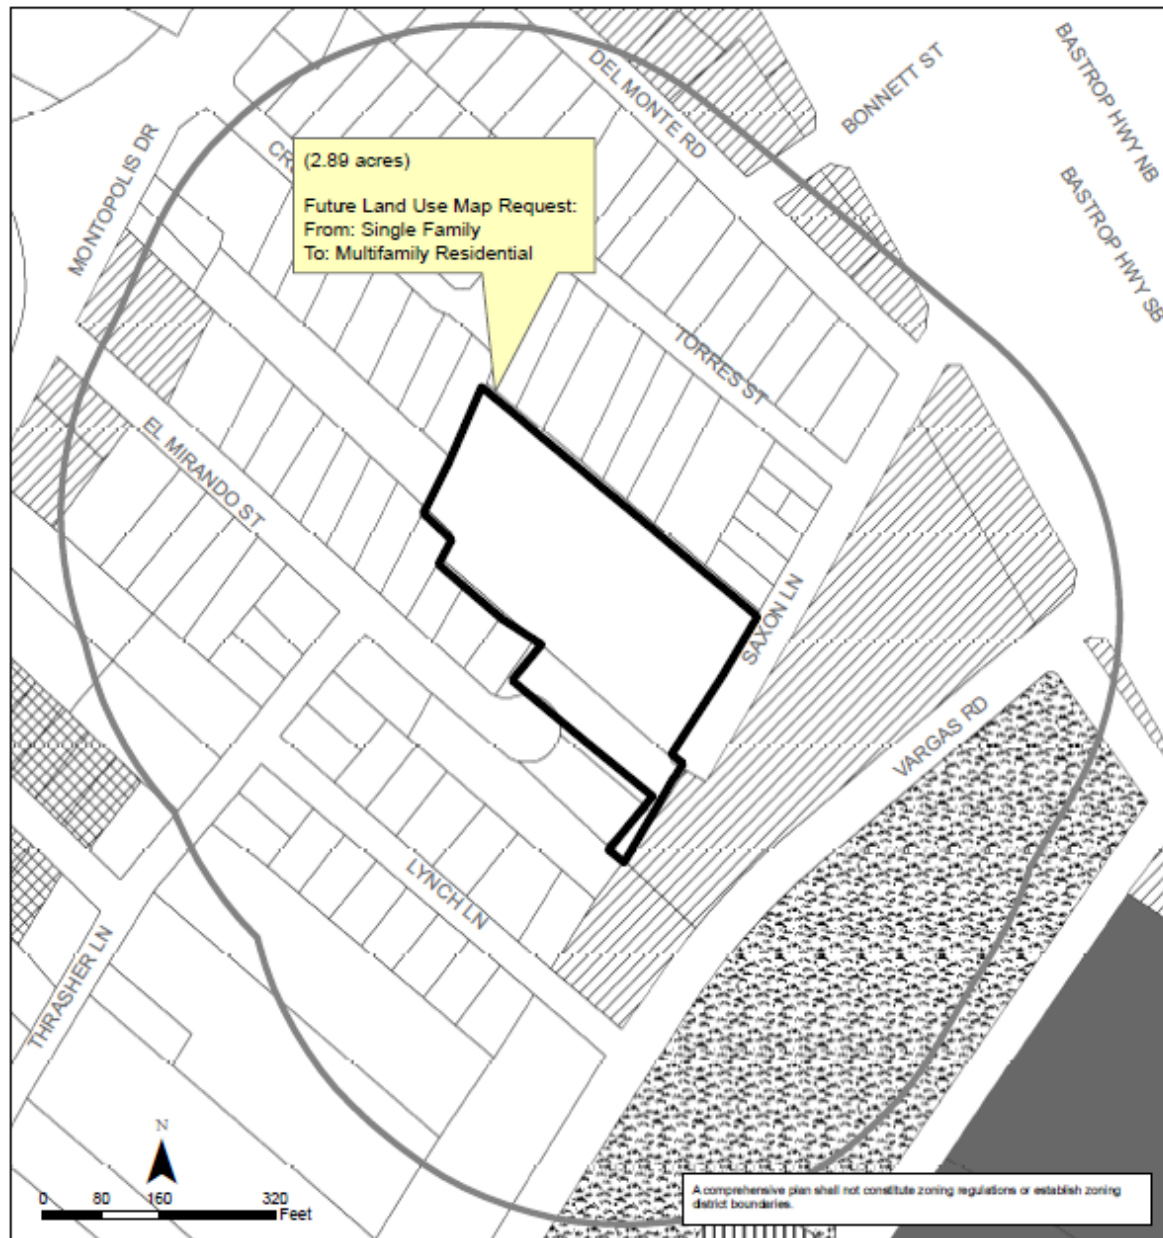 DEL MONTE RD
BONNETT ST
BASTROP HWY NB
BASTROP HWY SB
MONTOPOLIS DR
CR
(2.89 acres)
Future Land Use Map Request:
From: Single Family
To: Multifamily Residential
TORRES ST
EL MIRANDO ST
SAXON LN
VARGAS RD
LYNCH LN
THRASHER LN
N
0 80 160 320
Feet
A comprehensive plan shall not constitute zoning regulations or establish zoning
district boundaries.